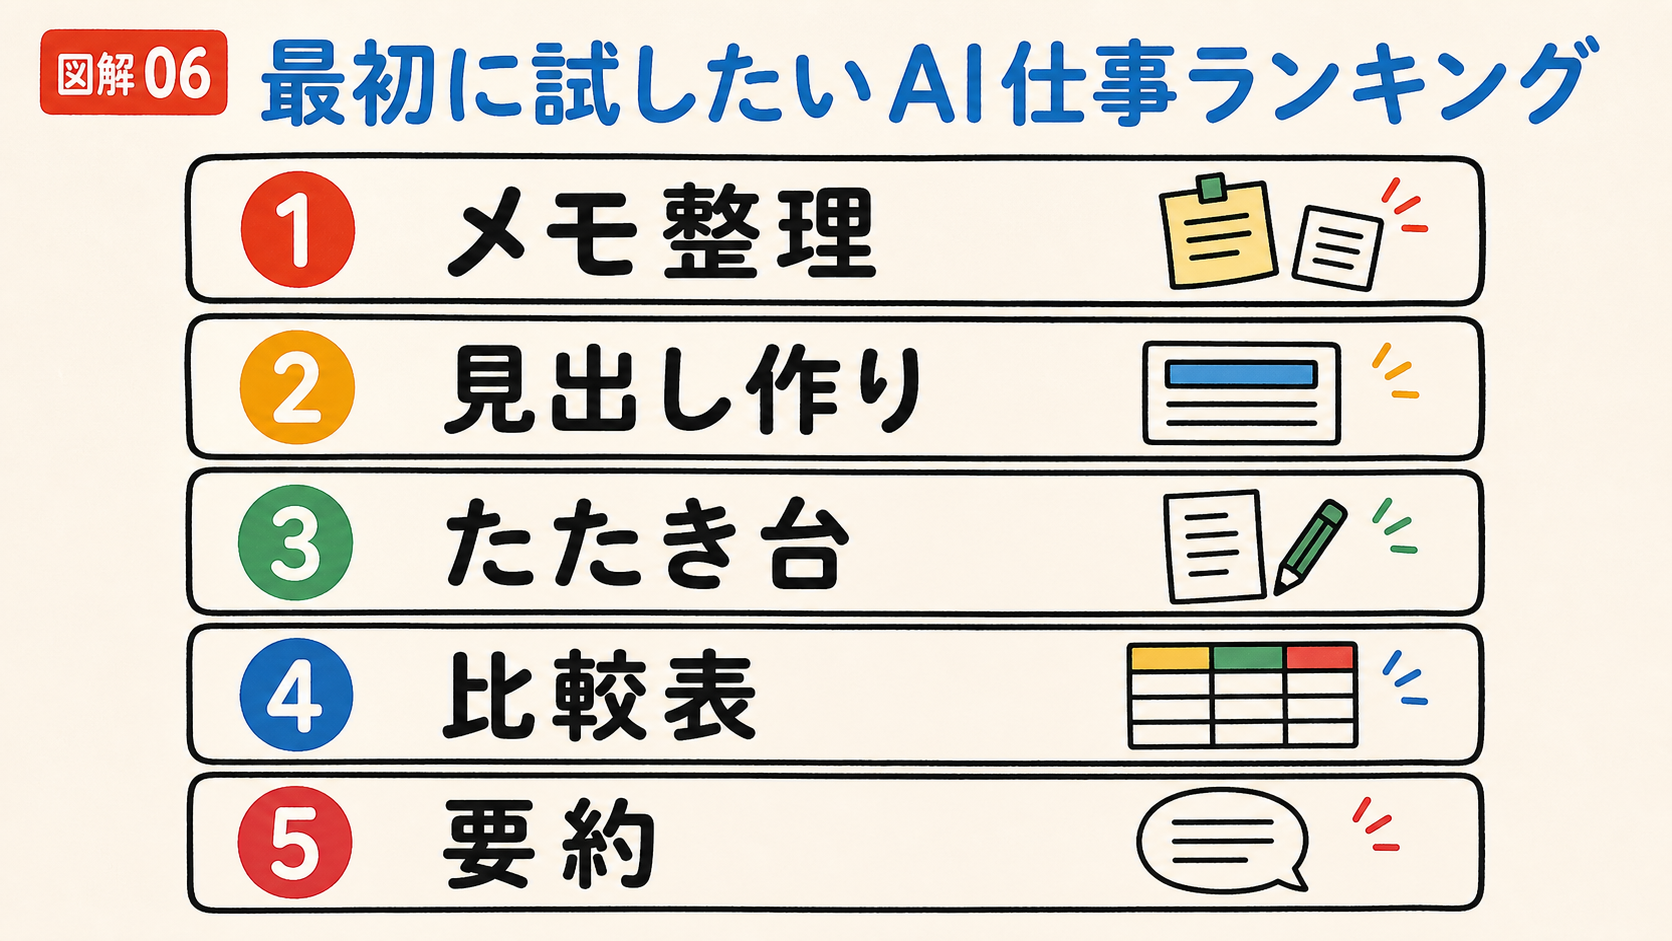 図解 06 最初に試したいAI仕事ランキング
1 メモ整理
2 見出し作り
3 たたき台
4 比較表
5 要約